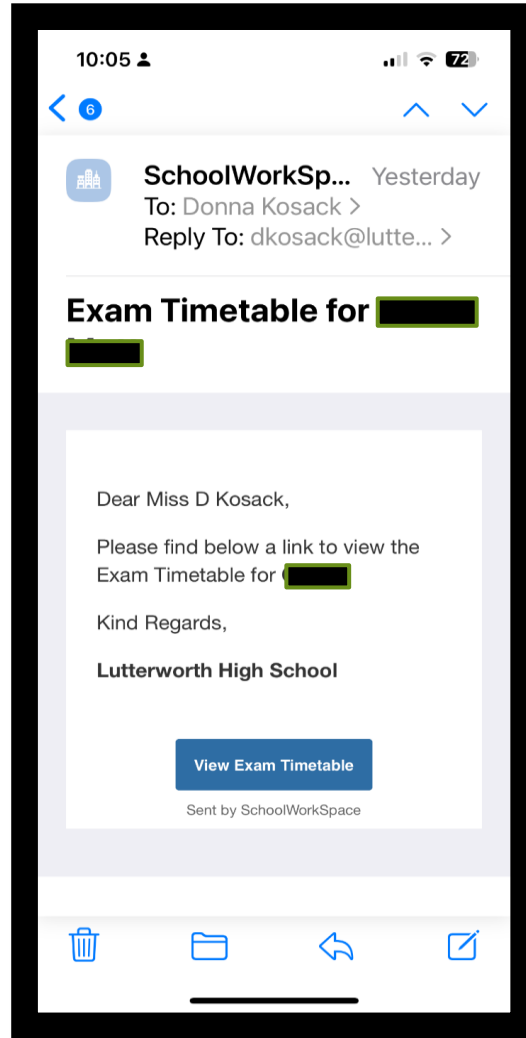 10:05
72
6
SchoolWorkSp... Yesterday
To: Donna Kosack >
Reply To: dkosack@lutte... >
Exam Timetable for
Dear Miss D Kosack,
Please find below a link to view the
Exam Timetable for
Kind Regards,
Lutterworth High School
View Exam Timetable
Sent by SchoolWorkSpace